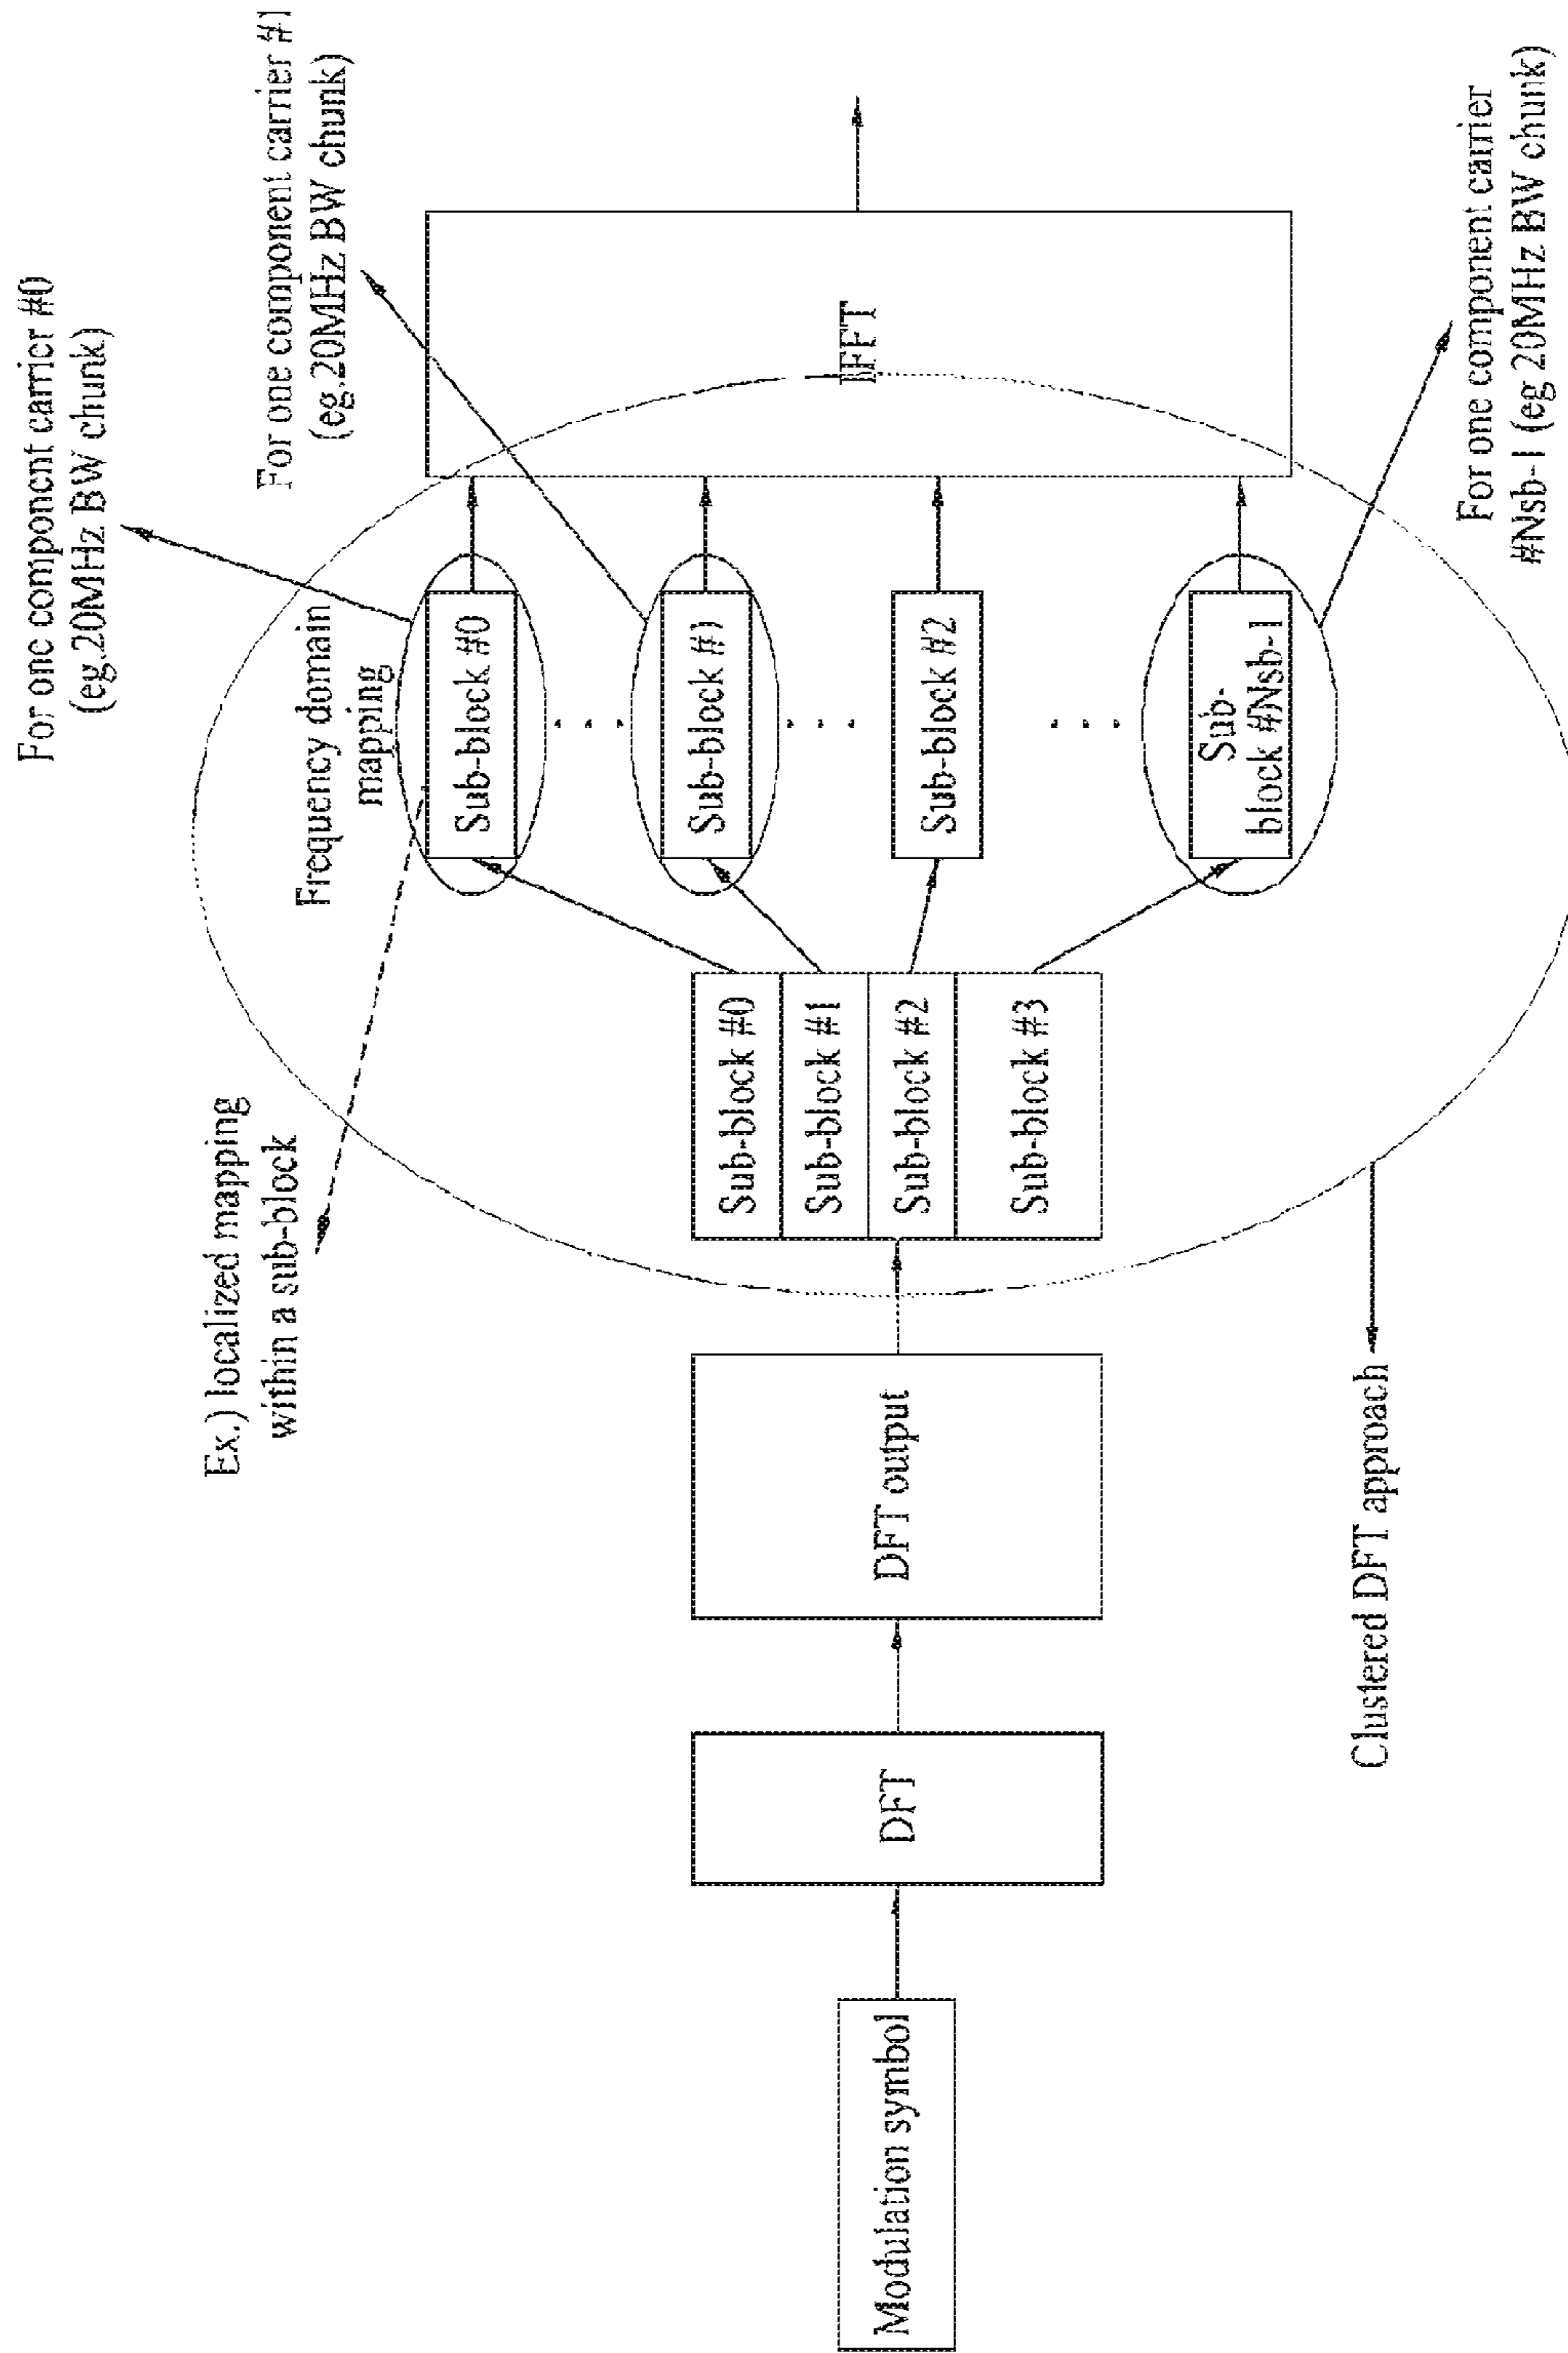 For one component carrier #0
(eg.20MHz BW chunk)
For one component carrier #1
(eg.20MHz BW chunk)
Ex.) localized mapping
within a sub-block
Frequency domain
mapping
Modulation symbol
DFT
DFT output
Sub-block #0
Sub-block #1
Sub-block #2
Sub-block #3
Sub-block #0
Sub-block #1
Sub-block #2
Sub-
block #Nsb-1
IFFT
Clustered DFT approach
For one component carrier
#Nsb-1 (eg 20MHz BW chunk)